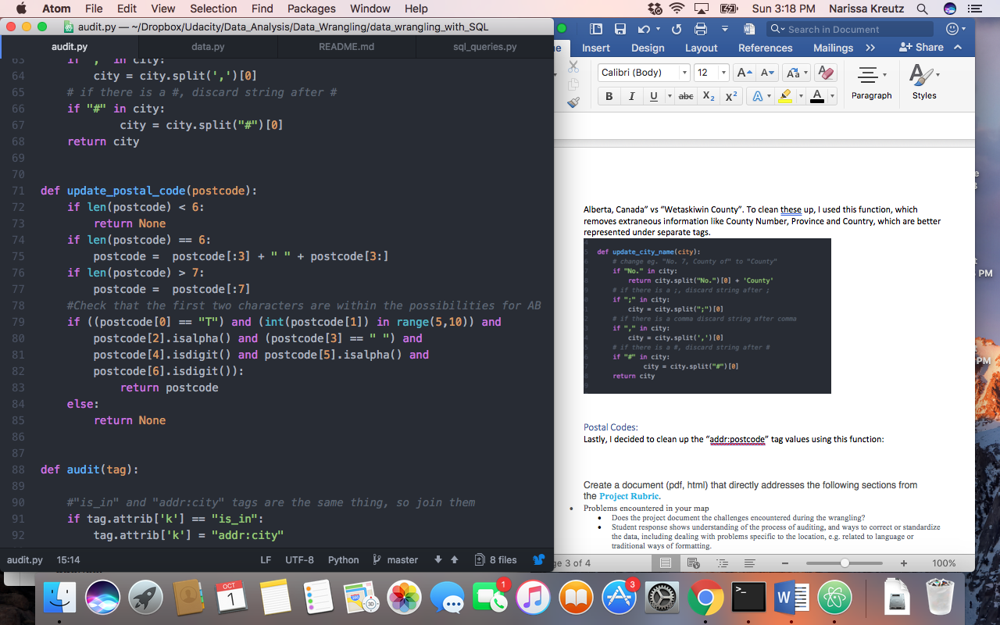 Atom File Edit View Selection Find Packages Window Help Sun 3:18 PM Narissa Kreutz
audit.py — ~/Dropbox/Udacity/Data_Analysis/Data_Wrangling/data_wrangling_with_SQL
audit.py data.py README.md sql_queries.py
63 if "," in city:
64 city = city.split(',')[0]
65 # if there is a #, discard string after #
66 if "#" in city:
67 city = city.split("#")[0]
68 return city
69
70
71 def update_postal_code(postcode):
72 if len(postcode) < 6:
73 return None
74 if len(postcode) == 6:
75 postcode =  postcode[:3] + " " + postcode[3:]
76 if len(postcode) > 7:
77 postcode =  postcode[:7]
78 #Check that the first two characters are within the possibilities for AB
79 if ((postcode[0] == "T") and (int(postcode[1]) in range(5,10)) and
80 postcode[2].isalpha() and (postcode[3] == " ") and
81 postcode[4].isdigit() and postcode[5].isalpha() and
82 postcode[6].isdigit()):
83 return postcode
84 else:
85 return None
86
87
88 def audit(tag):
89
90 #"is_in" and "addr:city" tags are the same thing, so join them
91 if tag.attrib['k'] == "is_in":
92 tag.attrib['k'] = "addr:city"
audit.py 15:14 LF UTF-8 Python master 8 files
Search in Document
me Insert Design Layout References Mailings >> Share
Calibri (Body) 12 A A Aa A
B I U abc X2 X2 A A
Paragraph Styles
Alberta, Canada” vs “Wetaskiwin County”. To clean these up, I used this function, which
removes extraneous information like County Number, Province and Country, which are better
represented under separate tags.
def update_city_name(city):
# change eg. "No. 7, County of" to "County"
if "No." in city:
return city.split("No.")[0] + 'County'
# if there is a ;, discard string after ;
if ";" in city:
city = city.split(";")[0]
# if there is a comma discard string after comma
if "," in city:
city = city.split(',')[0]
# if there is a #, discard string after #
if "#" in city:
city = city.split("#")[0]
return city
Postal Codes:
Lastly, I decided to clean up the “addr:postcode” tag values using this function:
Create a document (pdf, html) that directly addresses the following sections from
the Project Rubric.
• Problems encountered in your map
• Does the project document the challenges encountered during the wrangling?
• Student response shows understanding of the process of auditing, and ways to correct or standardize
the data, including dealing with problems specific to the location, e.g. related to language or
traditional ways of formatting.
ge 3 of 4 100%
PM
PM
OCT
1
3D
1
3
W